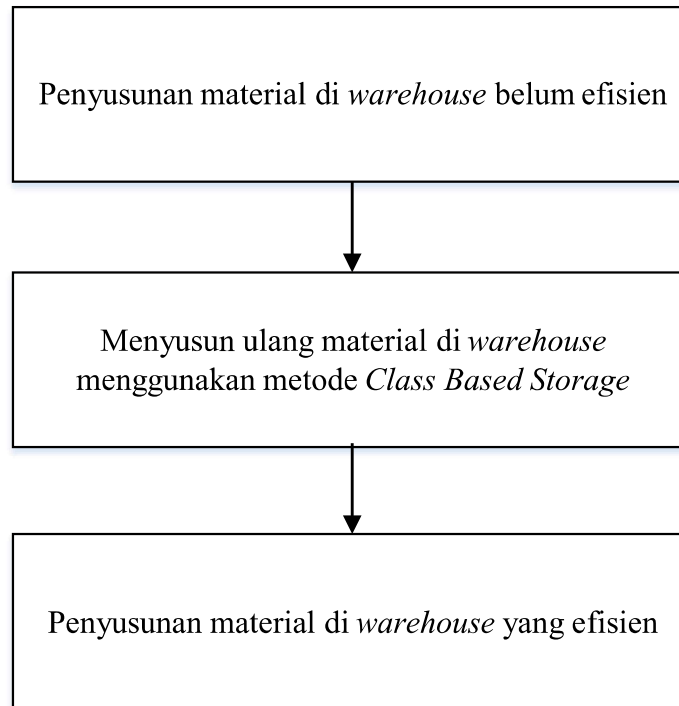 Penyusunan material di warehouse belum efisien
Menyusun ulang material di warehouse
menggunakan metode Class Based Storage
Penyusunan material di warehouse yang efisien